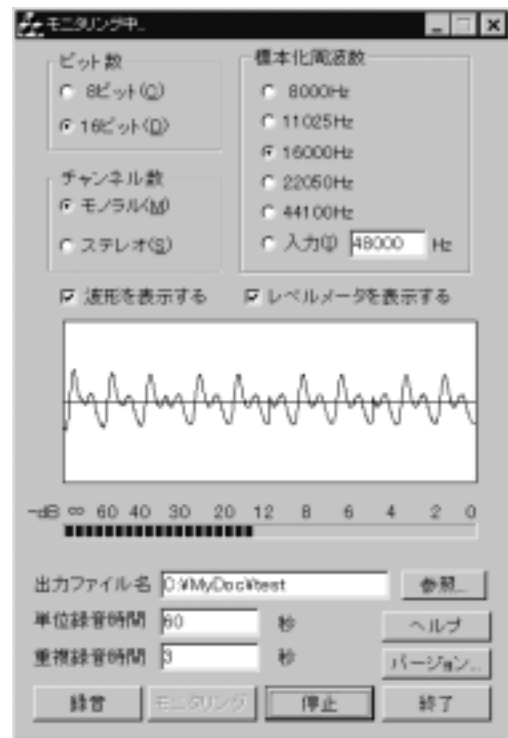 モニタリング中...
ビット数
8ビット(C)
16ビット(D)
標本化周波数
8000Hz
11025Hz
16000Hz
22050Hz
44100Hz
入力(I) 48000 Hz
チャンネル数
モノラル(M)
ステレオ(S)
波形を表示する
レベルメータを表示する
-dB ∞ 60 40 30 20 12 8 6 4 2 0
出力ファイル名 D:¥MyDoc¥test 参照...
単位録音時間 60 秒 ヘルプ
重複録音時間 3 秒 バージョン...
録音 モニタリング 停止 終了